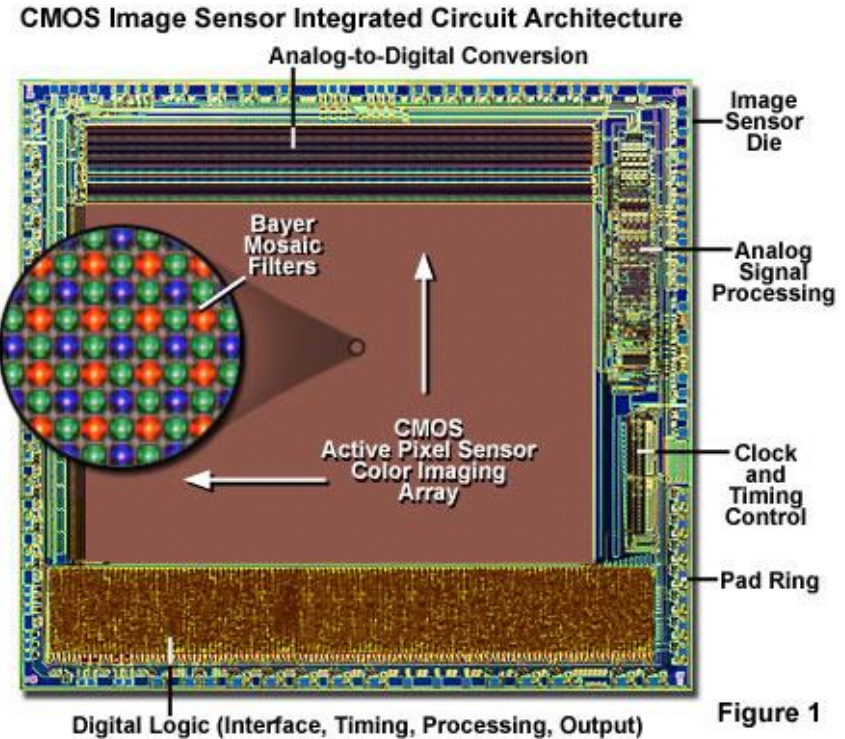 CMOS Image Sensor Integrated Circuit Architecture
Analog-to-Digital Conversion
Image
Sensor
Die
Bayer
Mosaic
Filters
Analog
Signal
Processing
CMOS
Active Pixel Sensor
Color Imaging
Array
Clock
and
Timing
Control
Pad Ring
Digital Logic (Interface, Timing, Processing, Output)
Figure 1